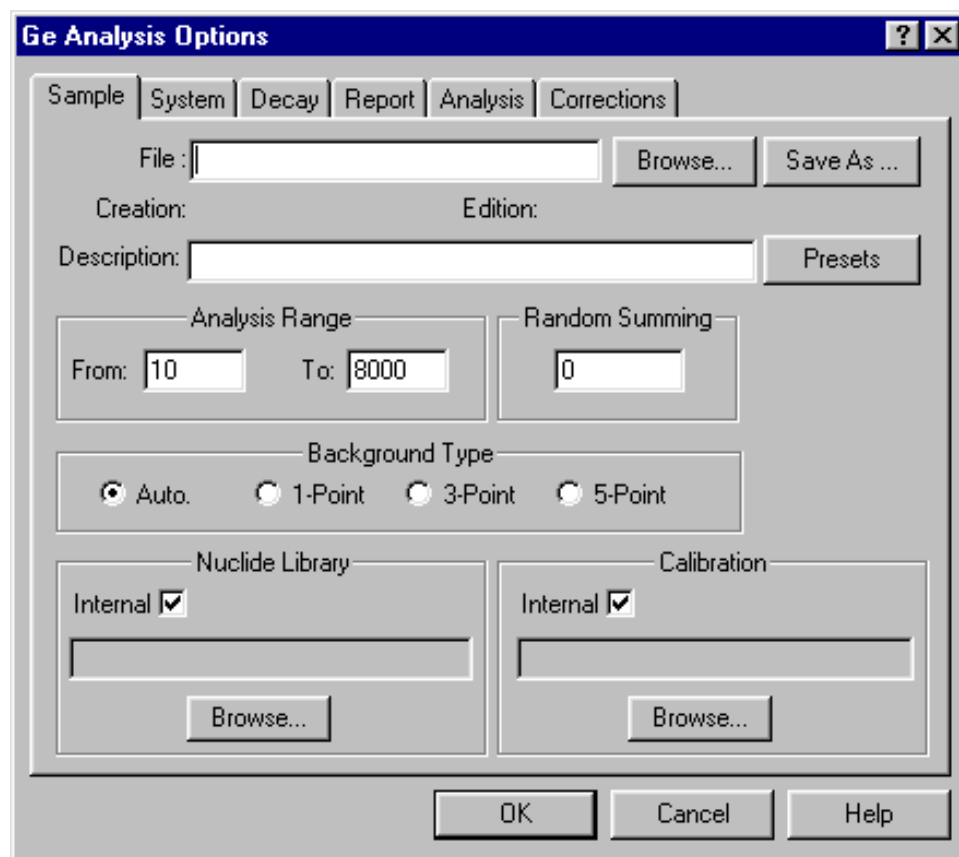 Ge Analysis Options
Sample System Decay Report Analysis Corrections
File : Browse... Save As ...
Creation: Edition:
Description: Presets
Analysis Range Random Summing
From: 10 To: 8000 0
Background Type
Auto. 1-Point 3-Point 5-Point
Nuclide Library Calibration
Internal Internal
Browse... Browse...
OK Cancel Help